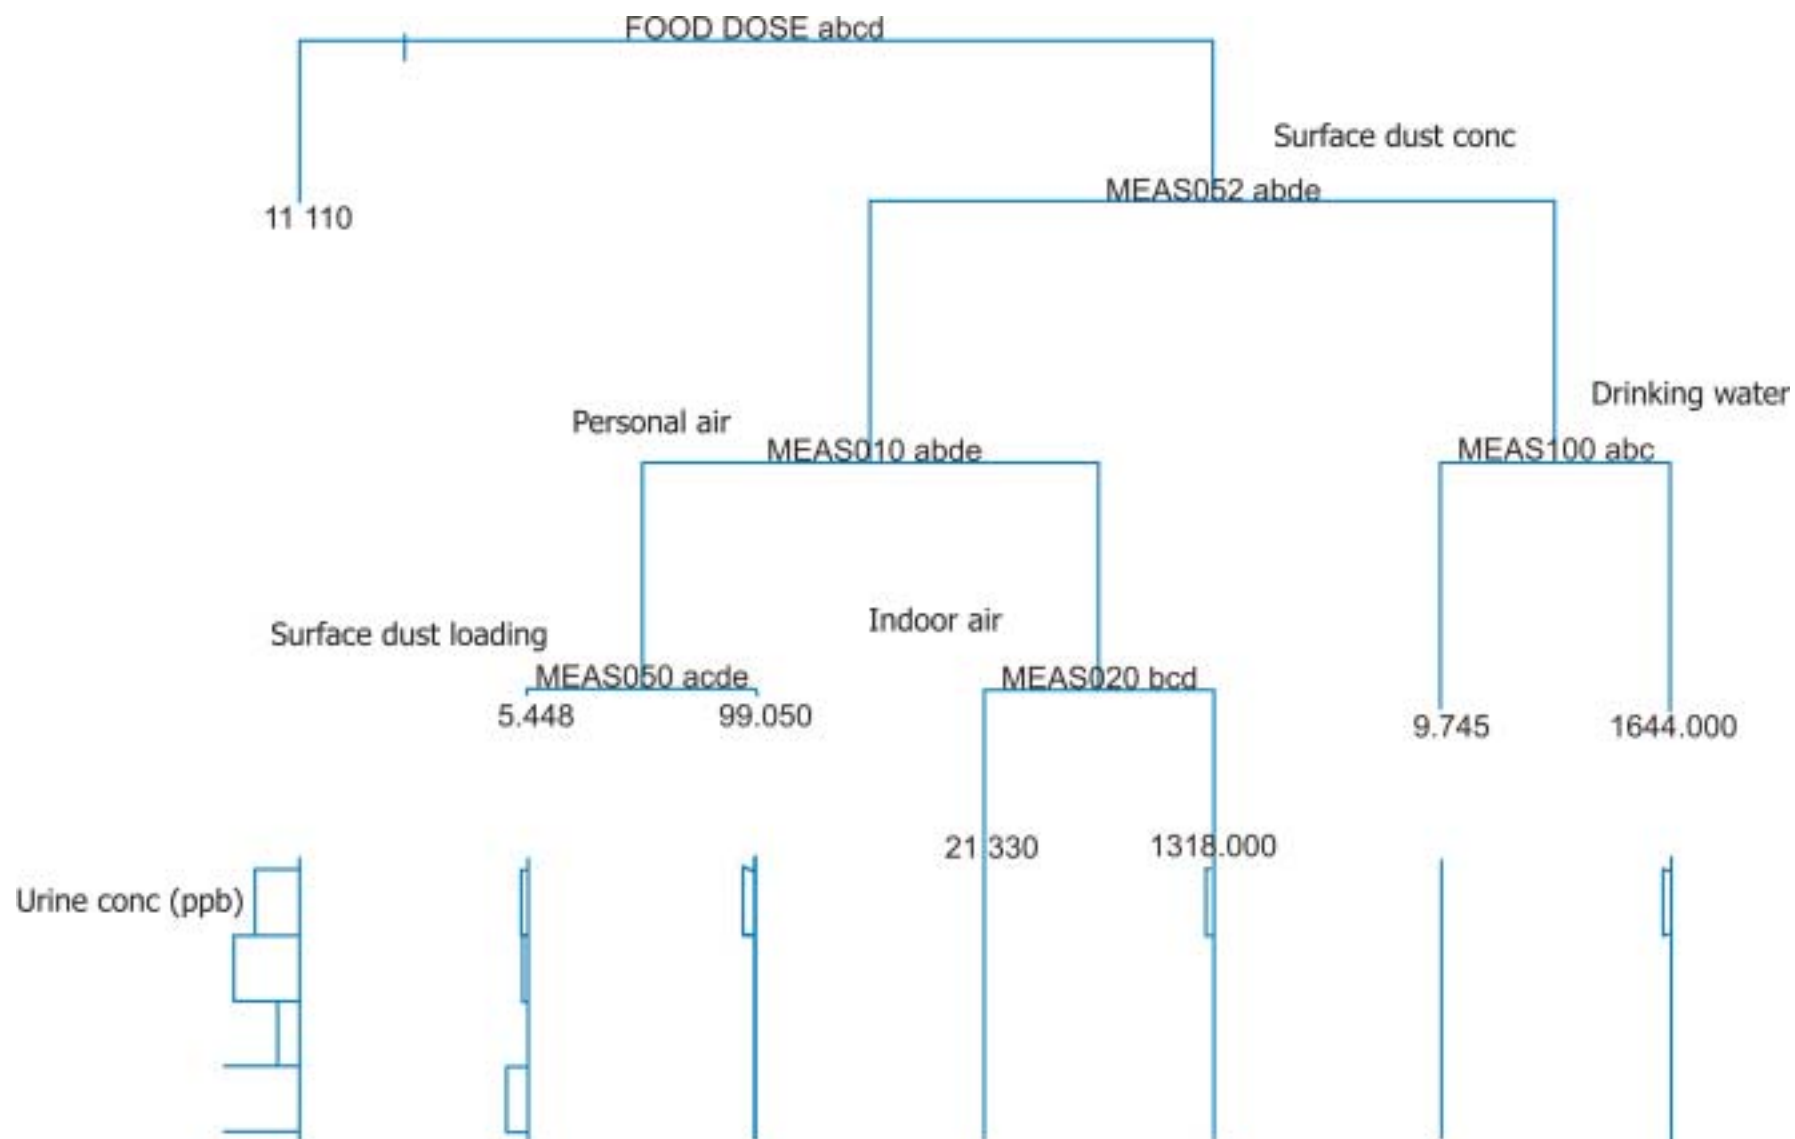 FOOD DOSE abcd
Surface dust conc
MEAS052 abde
11 110
Drinking water
Personal air
MEAS010 abde
MEAS100 abc
Indoor air
Surface dust loading
MEAS050 acde
MEAS020 bcd
5.448
99.050
9.745
1644.000
21 330
1318.000
Urine conc (ppb)